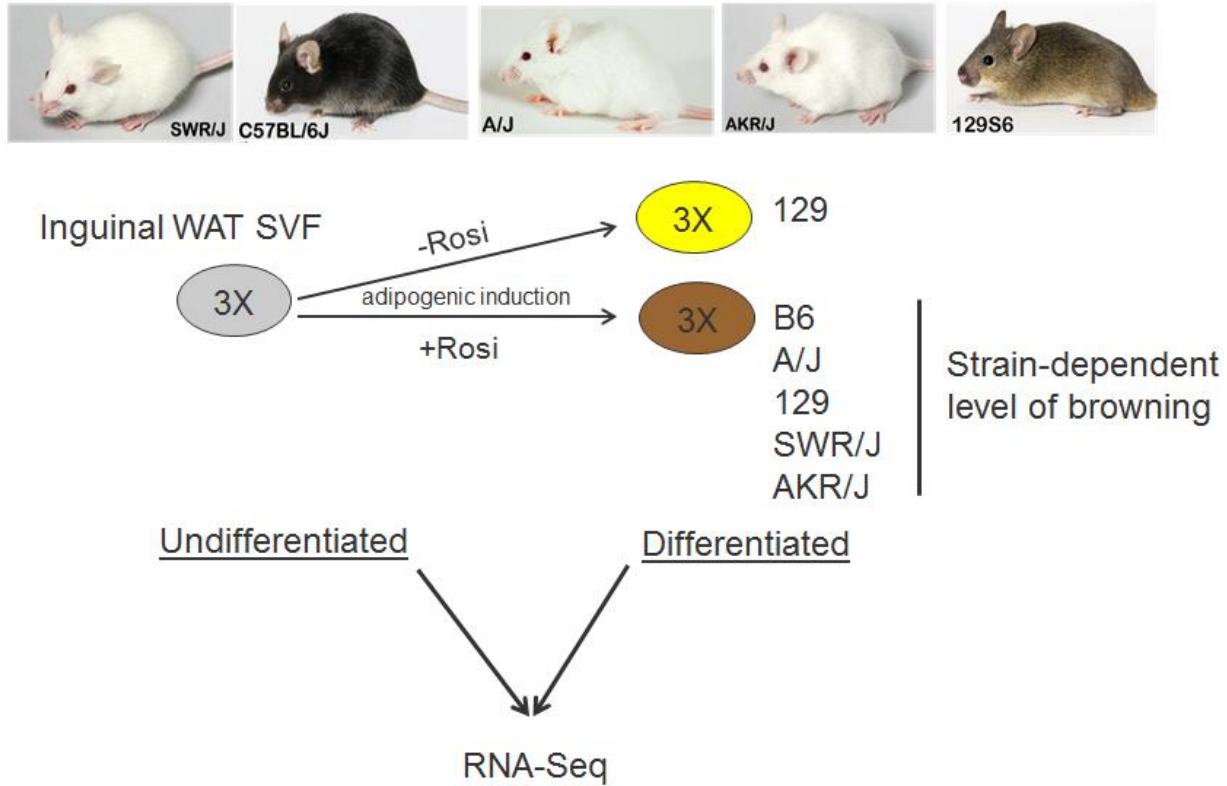 SWR/J
C57BL/6J
A/J
AKR/J
129S6
Inguinal WAT SVF
3X
-Rosi
adipogenic induction
+Rosi
3X
129
3X
B6
A/J
129
SWR/J
AKR/J
Strain-dependent
level of browning
Undifferentiated
Differentiated
RNA-Seq